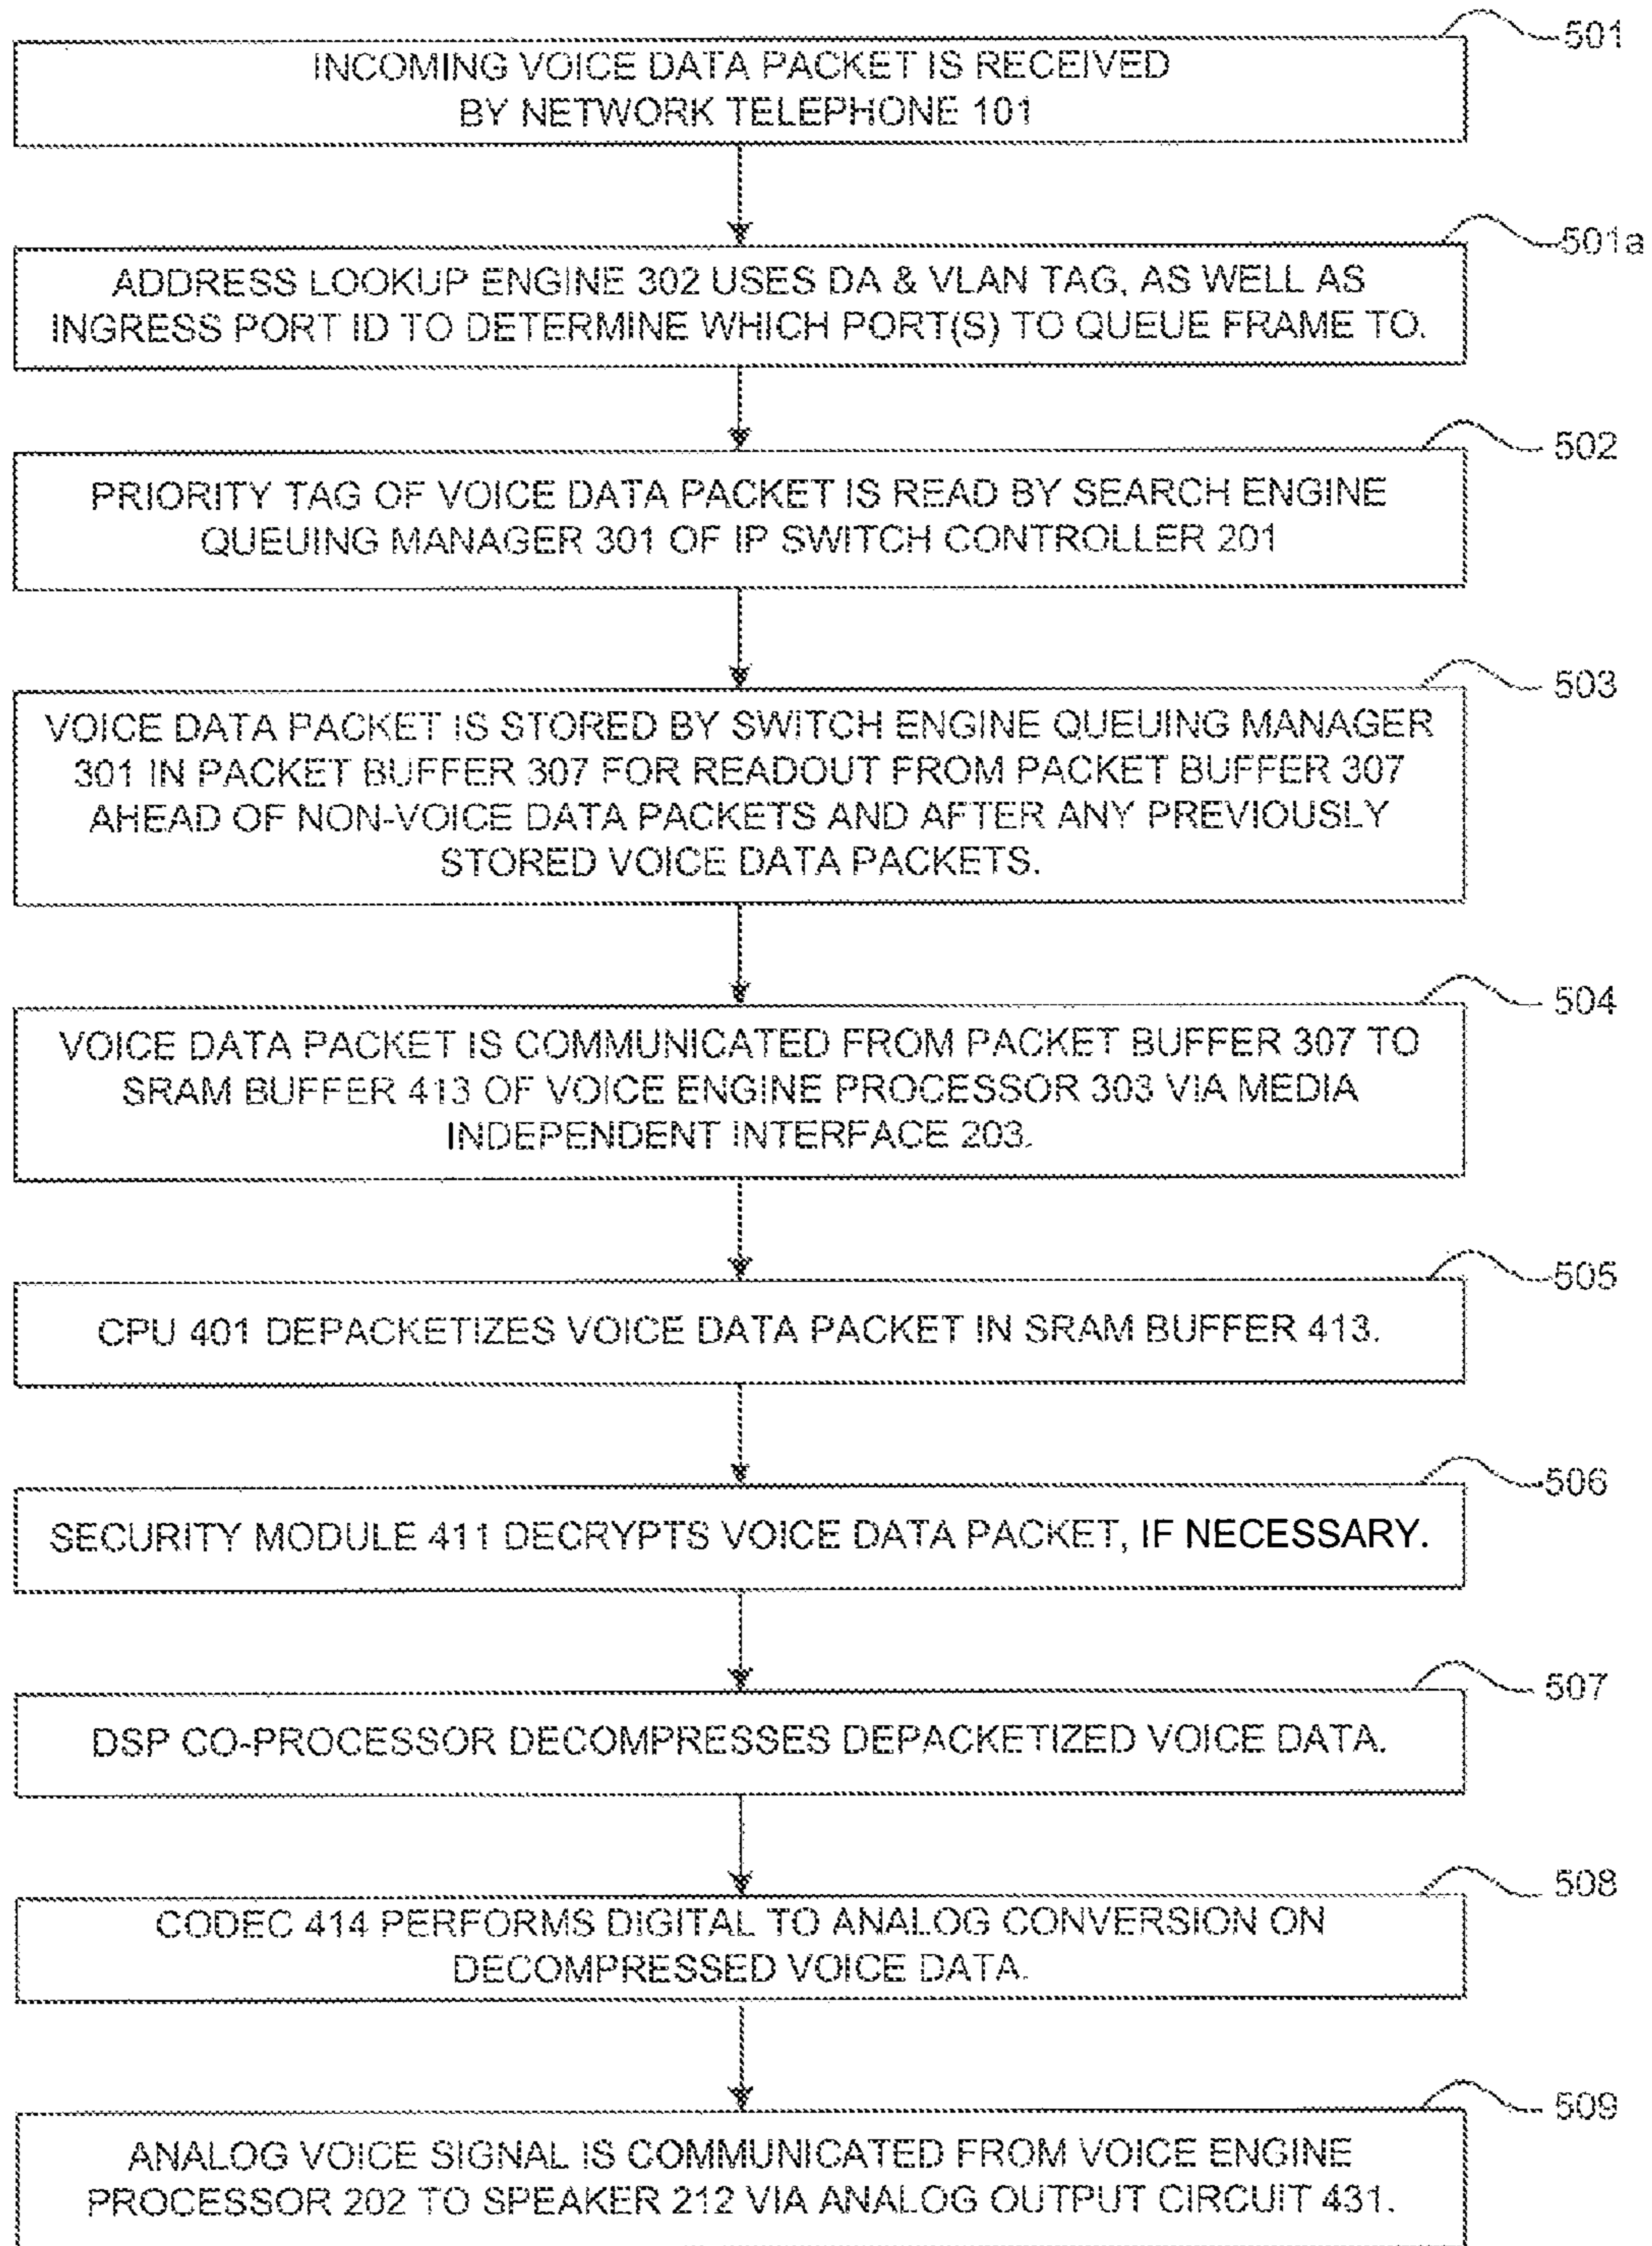 501
INCOMING VOICE DATA PACKET IS RECEIVED
BY NETWORK TELEPHONE 101
501a
ADDRESS LOOKUP ENGINE 302 USES DA & VLAN TAG, AS WELL AS
INGRESS PORT ID TO DETERMINE WHICH PORT(S) TO QUEUE FRAME TO.
502
PRIORITY TAG OF VOICE DATA PACKET IS READ BY SEARCH ENGINE
QUEUING MANAGER 301 OF IP SWITCH CONTROLLER 201
503
VOICE DATA PACKET IS STORED BY SWITCH ENGINE QUEUING MANAGER
301 IN PACKET BUFFER 307 FOR READOUT FROM PACKET BUFFER 307
AHEAD OF NON-VOICE DATA PACKETS AND AFTER ANY PREVIOUSLY
STORED VOICE DATA PACKETS.
504
VOICE DATA PACKET IS COMMUNICATED FROM PACKET BUFFER 307 TO
SRAM BUFFER 413 OF VOICE ENGINE PROCESSOR 303 VIA MEDIA
INDEPENDENT INTERFACE 203.
505
CPU 401 DEPACKETIZES VOICE DATA PACKET IN SRAM BUFFER 413.
506
SECURITY MODULE 411 DECRYPTS VOICE DATA PACKET, IF NECESSARY.
507
DSP CO-PROCESSOR DECOMPRESSES DEPACKETIZED VOICE DATA.
508
CODEC 414 PERFORMS DIGITAL TO ANALOG CONVERSION ON
DECOMPRESSED VOICE DATA.
509
ANALOG VOICE SIGNAL IS COMMUNICATED FROM VOICE ENGINE
PROCESSOR 202 TO SPEAKER 212 VIA ANALOG OUTPUT CIRCUIT 431.